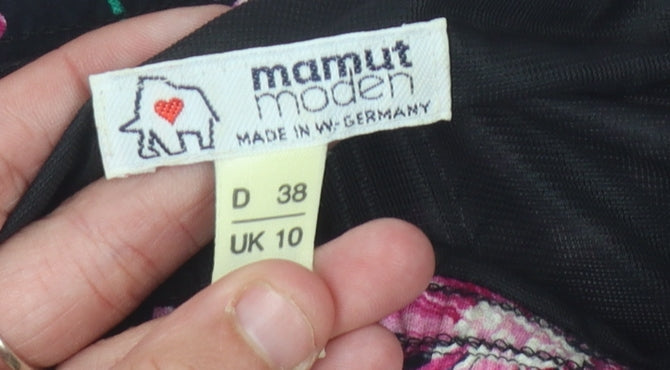 mamut
moden
MADE IN W-GERMANY
D 38
UK 10